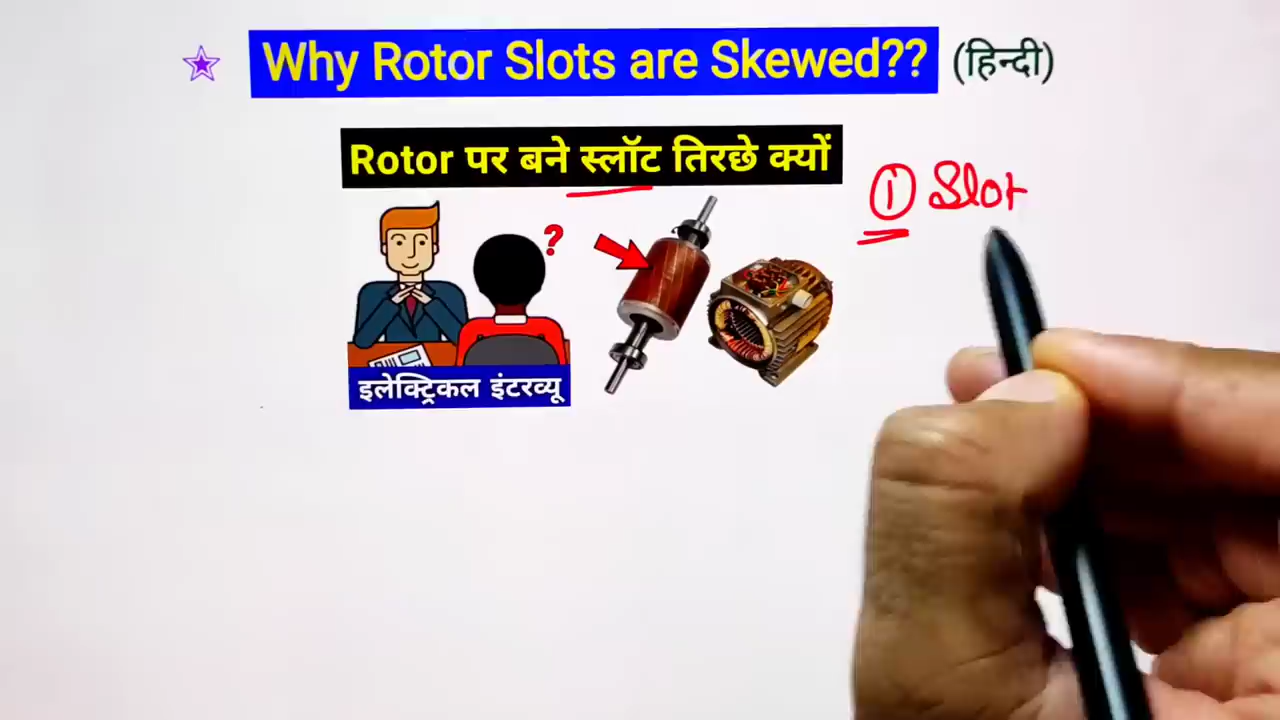 Why Rotor Slots are Skewed?? (हिन्दी)
Rotor पर बने स्लॉट तिरछे क्यों
① Slot
?
इलेक्ट्रिकल इंटरव्यू